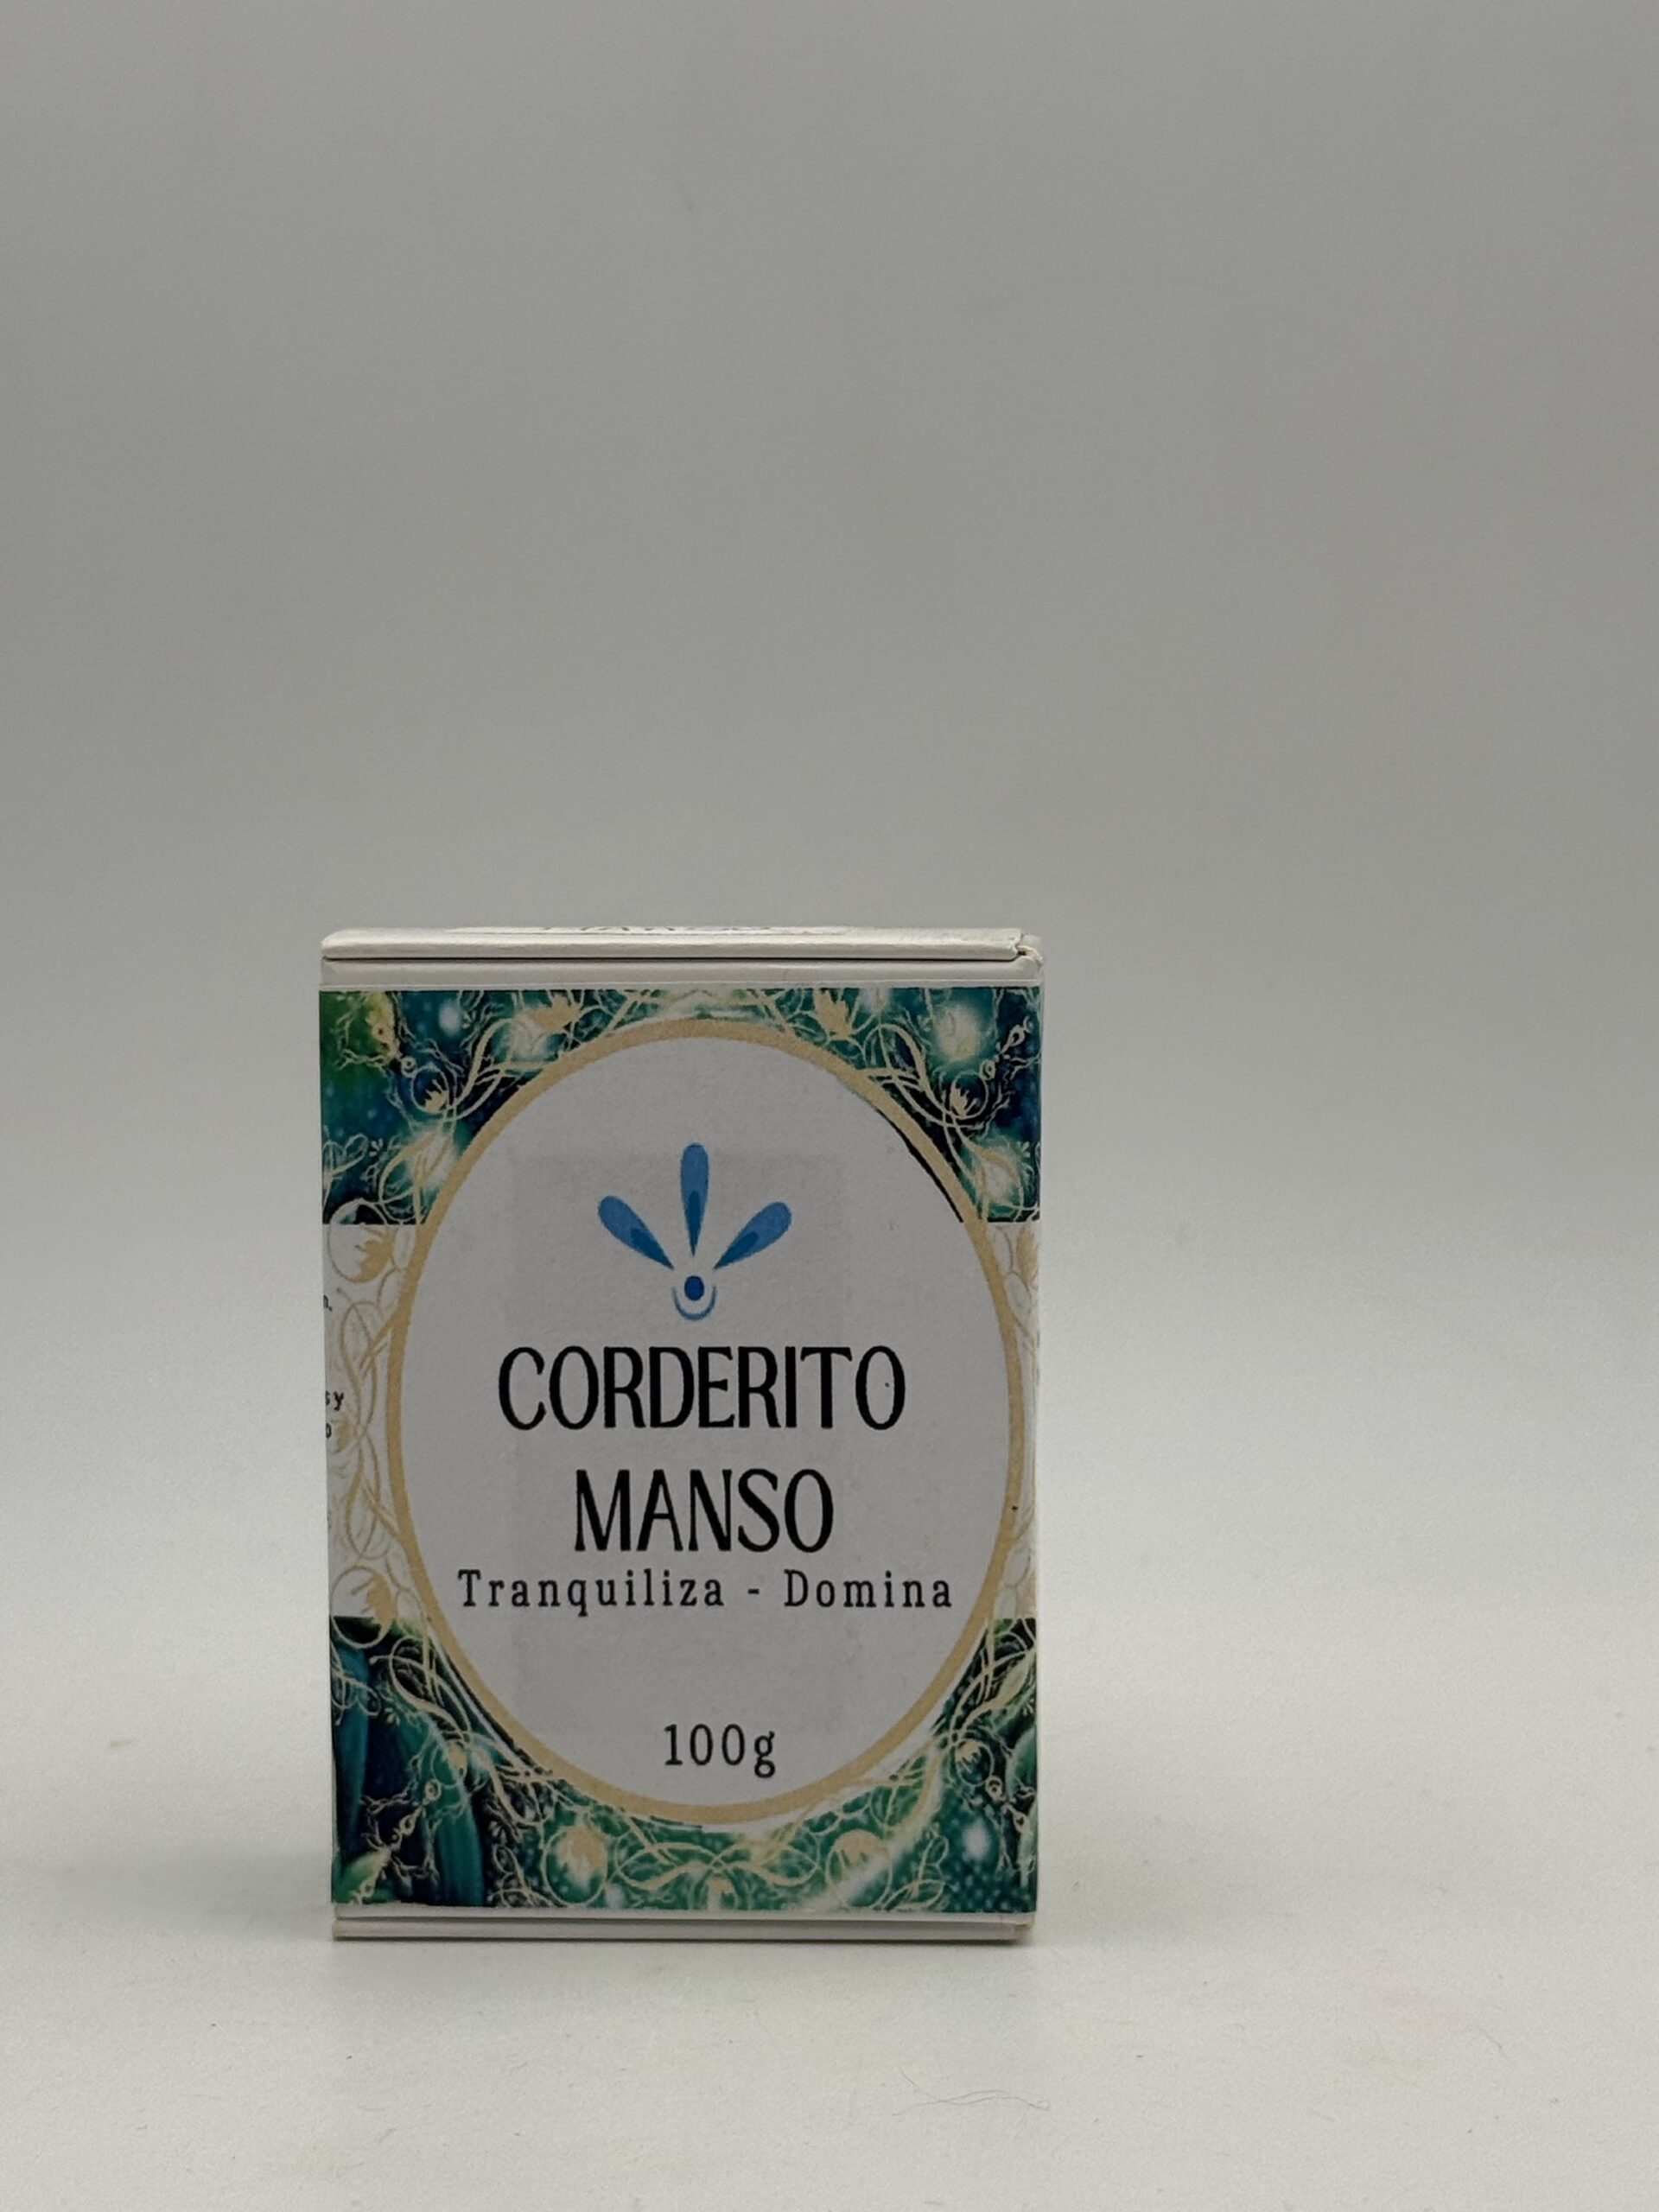 CORDERITO
MANSO
Tranquiliza - Domina
100g